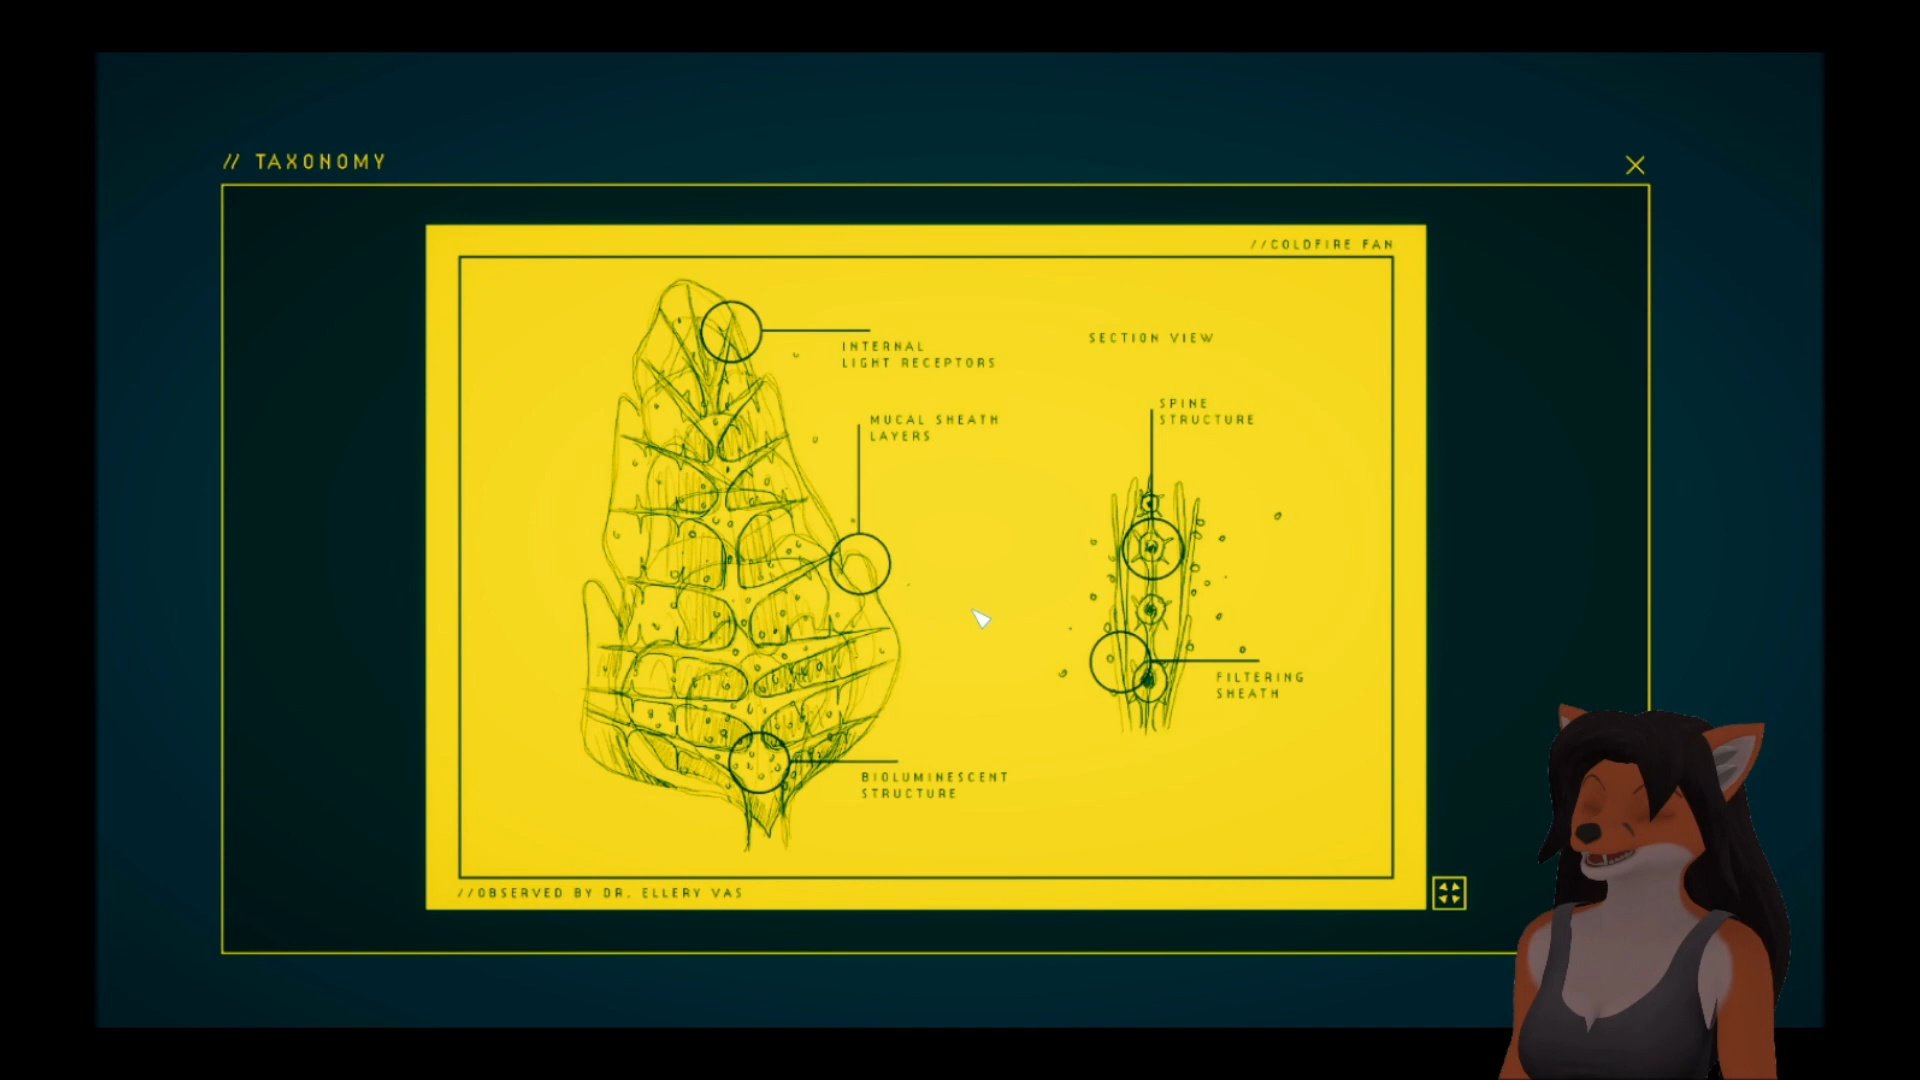 // TAXONOMY
//COLDFIRE FAN
INTERNAL
LIGHT RECEPTORS
SECTION VIEW
MUCAL SHEATH
LAYERS
SPINE
STRUCTURE
FILTERING
SHEATH
BIOLUMINESCENT
STRUCTURE
//OBSERVED BY DR. ELLERY VAS